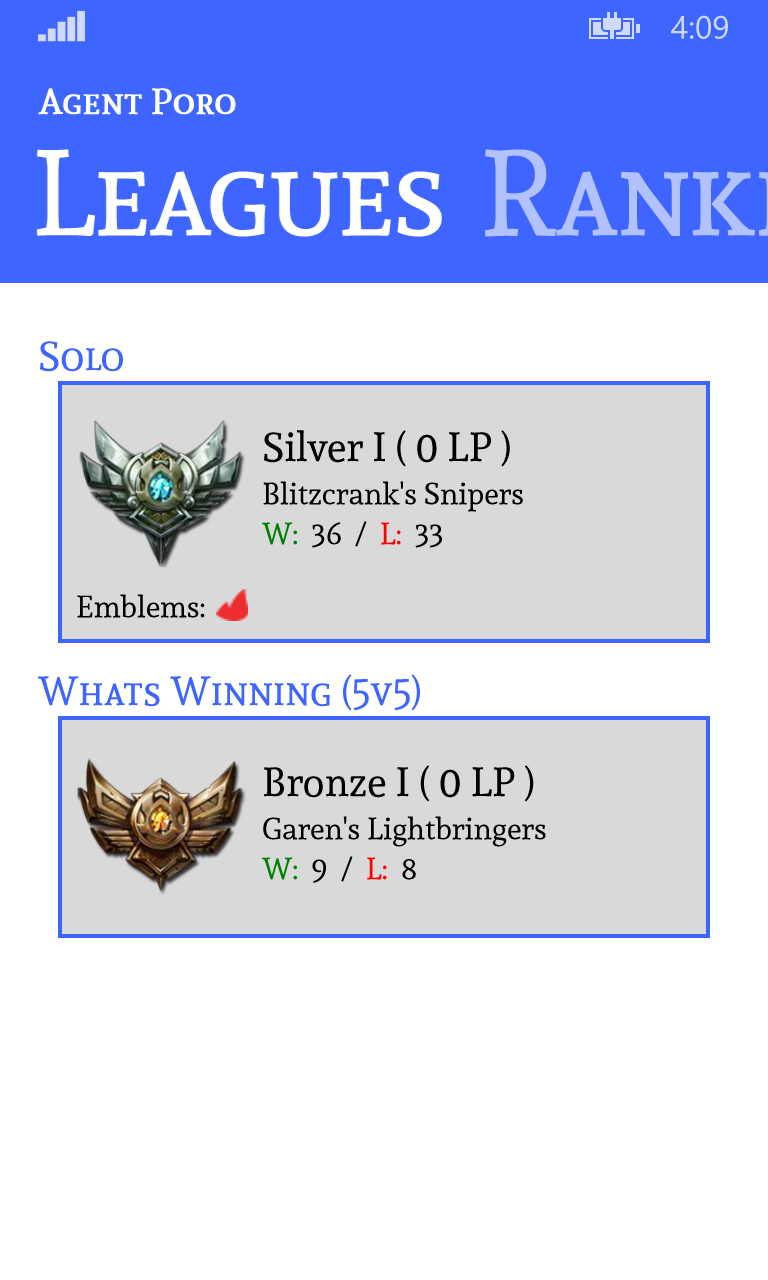 4:09
Agent Poro
Leagues Ranki
Solo
Silver I ( 0 LP )
Blitzcrank's Snipers
W: 36 / L: 33
Emblems:
Whats Winning (5v5)
Bronze I ( 0 LP )
Garen's Lightbringers
W: 9 / L: 8